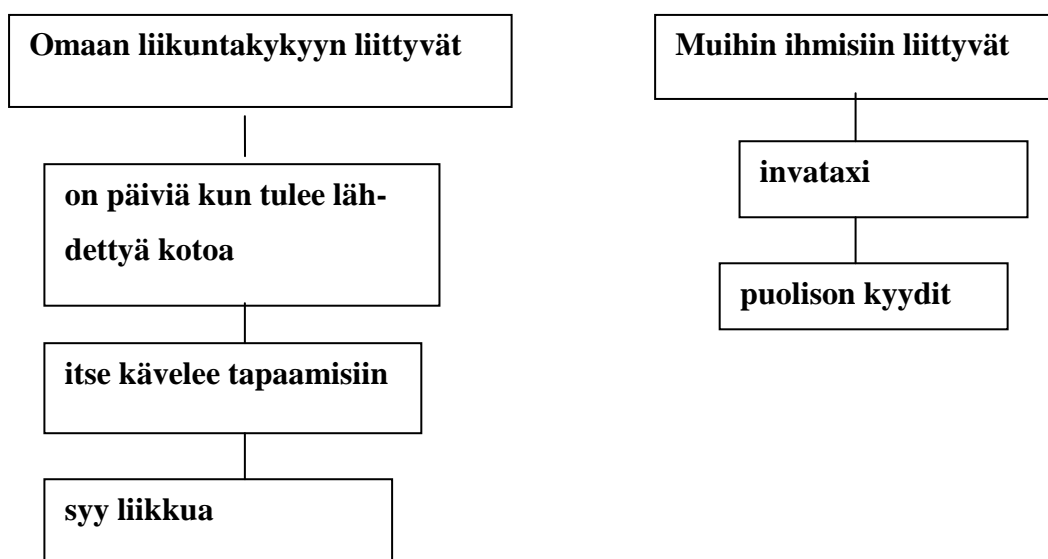 Omaan liikuntakykyyn liittyvät
on päiviä kun tulee läh-
dettyä kotoa
itse kävelee tapaamisiin
syy liikkua
Muihin ihmisiin liittyvät
invataxi
puolison kyydit